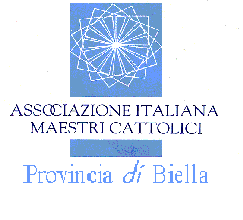 ASSOCIAZIONE ITALIANA
MAESTRI CATTOLICI
Provincia di Biella